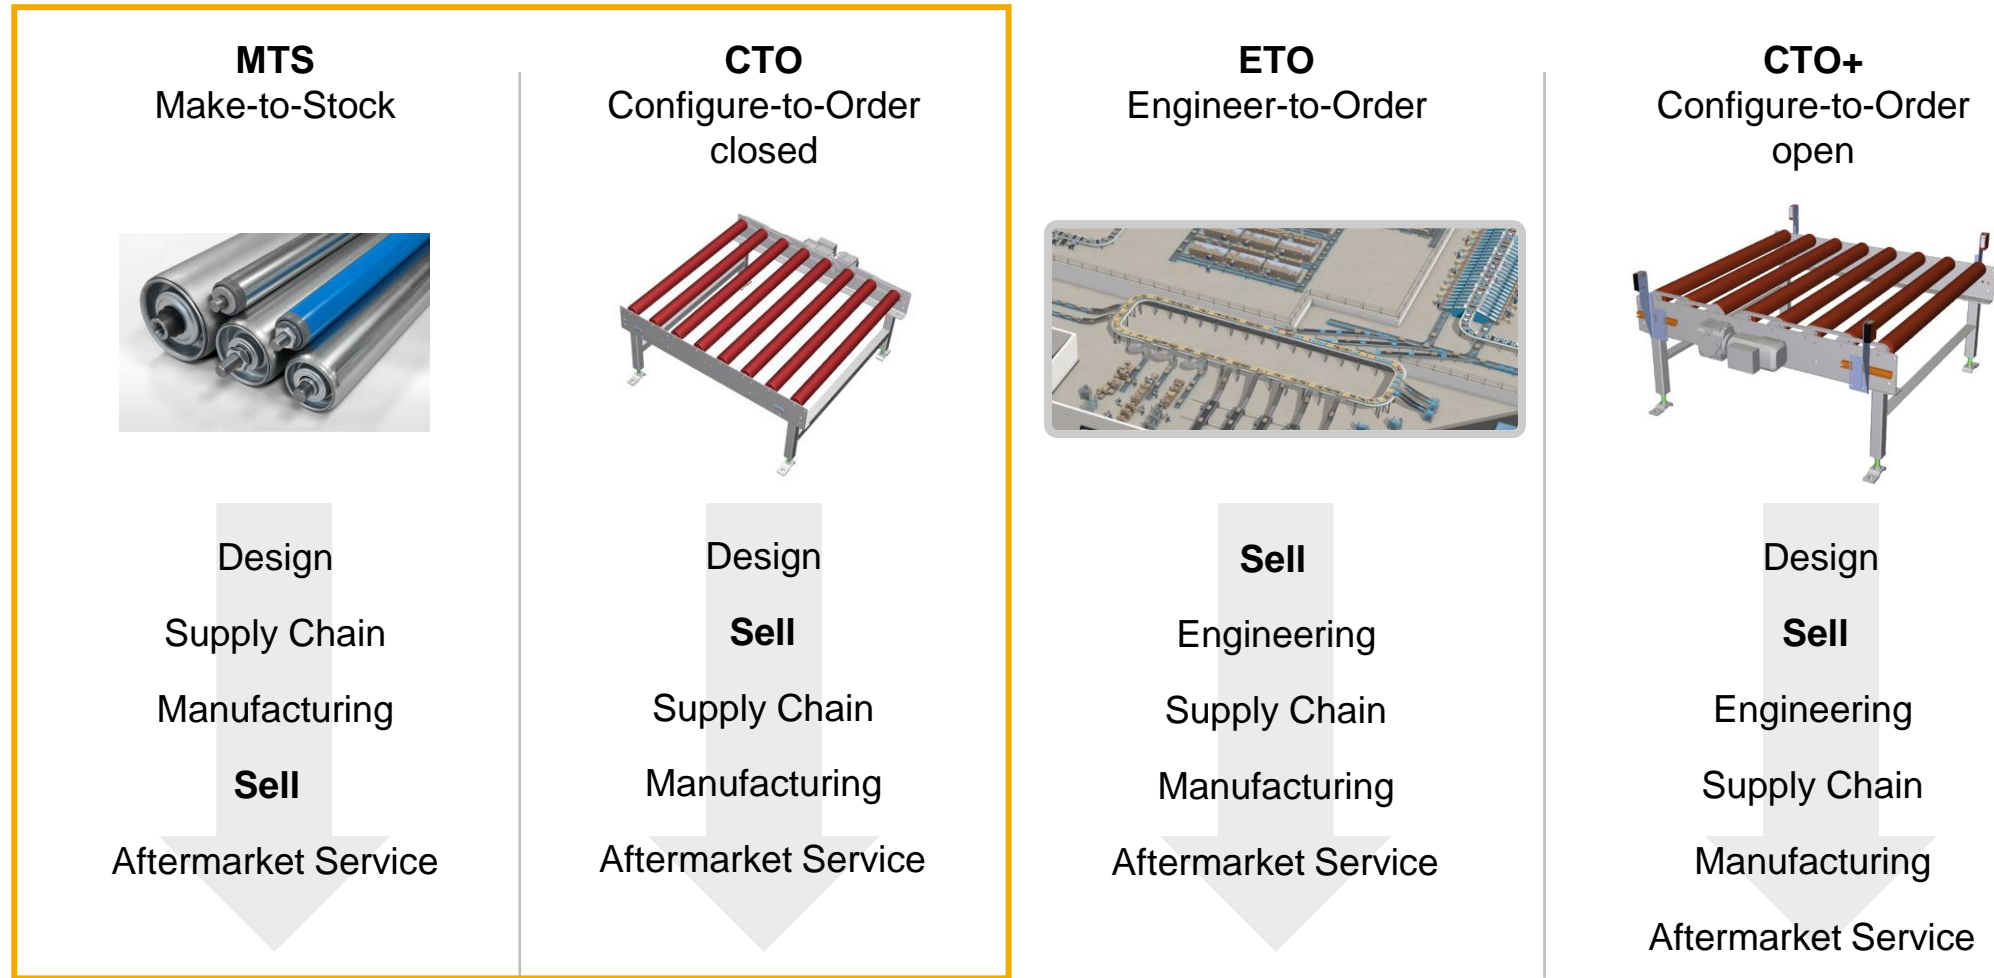 MTS
Make-to-Stock
Design
Supply Chain
Manufacturing
Sell
Aftermarket Service
CTO
Configure-to-Order
closed
Design
Sell
Supply Chain
Manufacturing
Aftermarket Service
ETO
Engineer-to-Order
Sell
Engineering
Supply Chain
Manufacturing
Aftermarket Service
CTO+
Configure-to-Order
open
Design
Sell
Engineering
Supply Chain
Manufacturing
Aftermarket Service